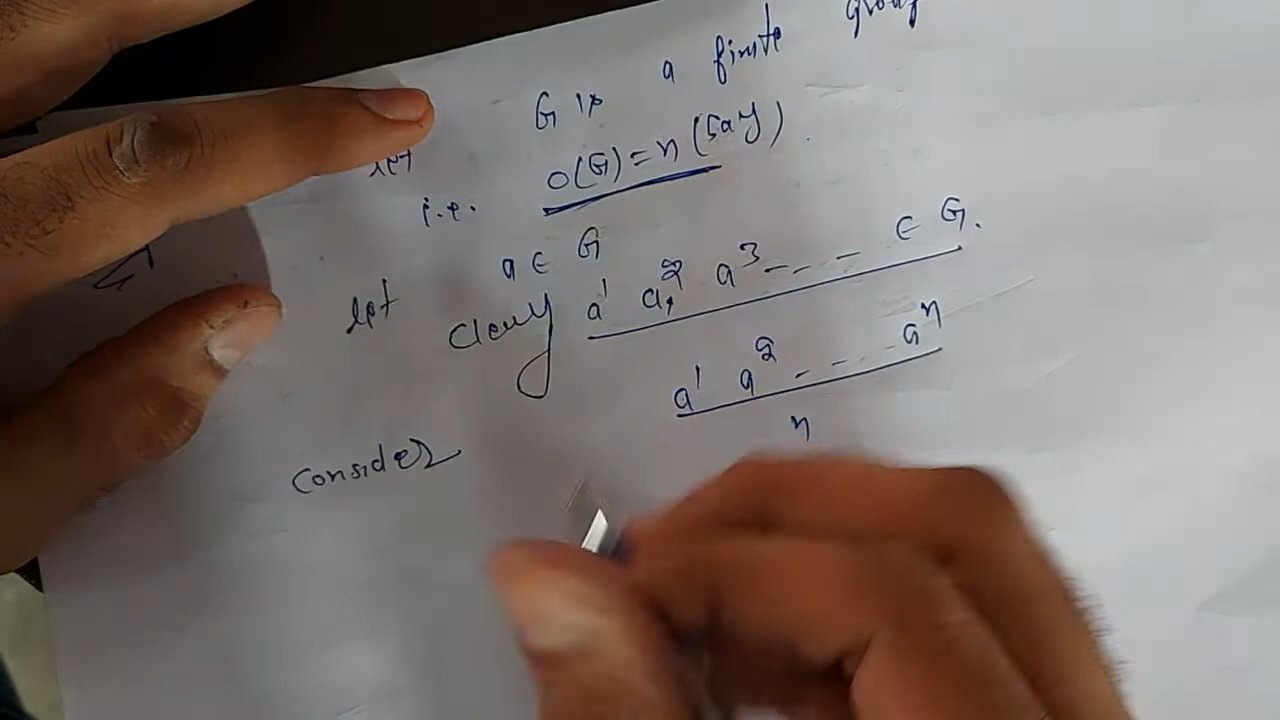 let G is a finite group
i.e. o(G) = n (say).
let a ∈ G
Clearly a¹ a², a³ - - . . - ∈ G.
a¹ a² - - - . . aⁿ
n
Consider